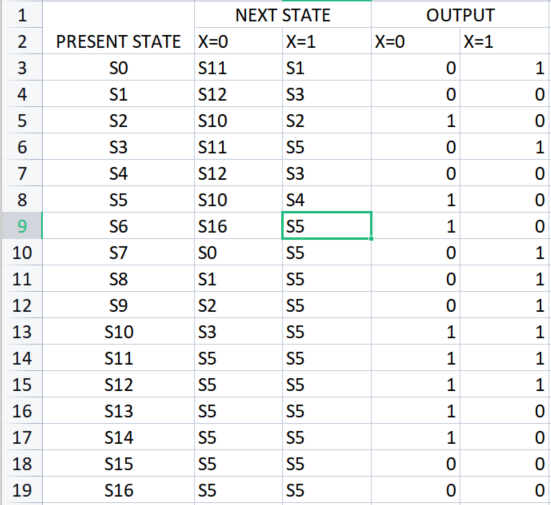 1 NEXT STATE OUTPUT
2 PRESENT STATE X=0 X=1 X=0 X=1
3 S0 S11 S1 0 1
4 S1 S12 S3 0 0
5 S2 S10 S2 1 0
6 S3 S11 S5 0 1
7 S4 S12 S3 0 0
8 S5 S10 S4 1 0
9 S6 S16 S5 1 0
10 S7 S0 S5 0 1
11 S8 S1 S5 0 1
12 S9 S2 S5 0 1
13 S10 S3 S5 1 1
14 S11 S5 S5 1 1
15 S12 S5 S5 1 1
16 S13 S5 S5 1 0
17 S14 S5 S5 1 0
18 S15 S5 S5 0 0
19 S16 S5 S5 0 0